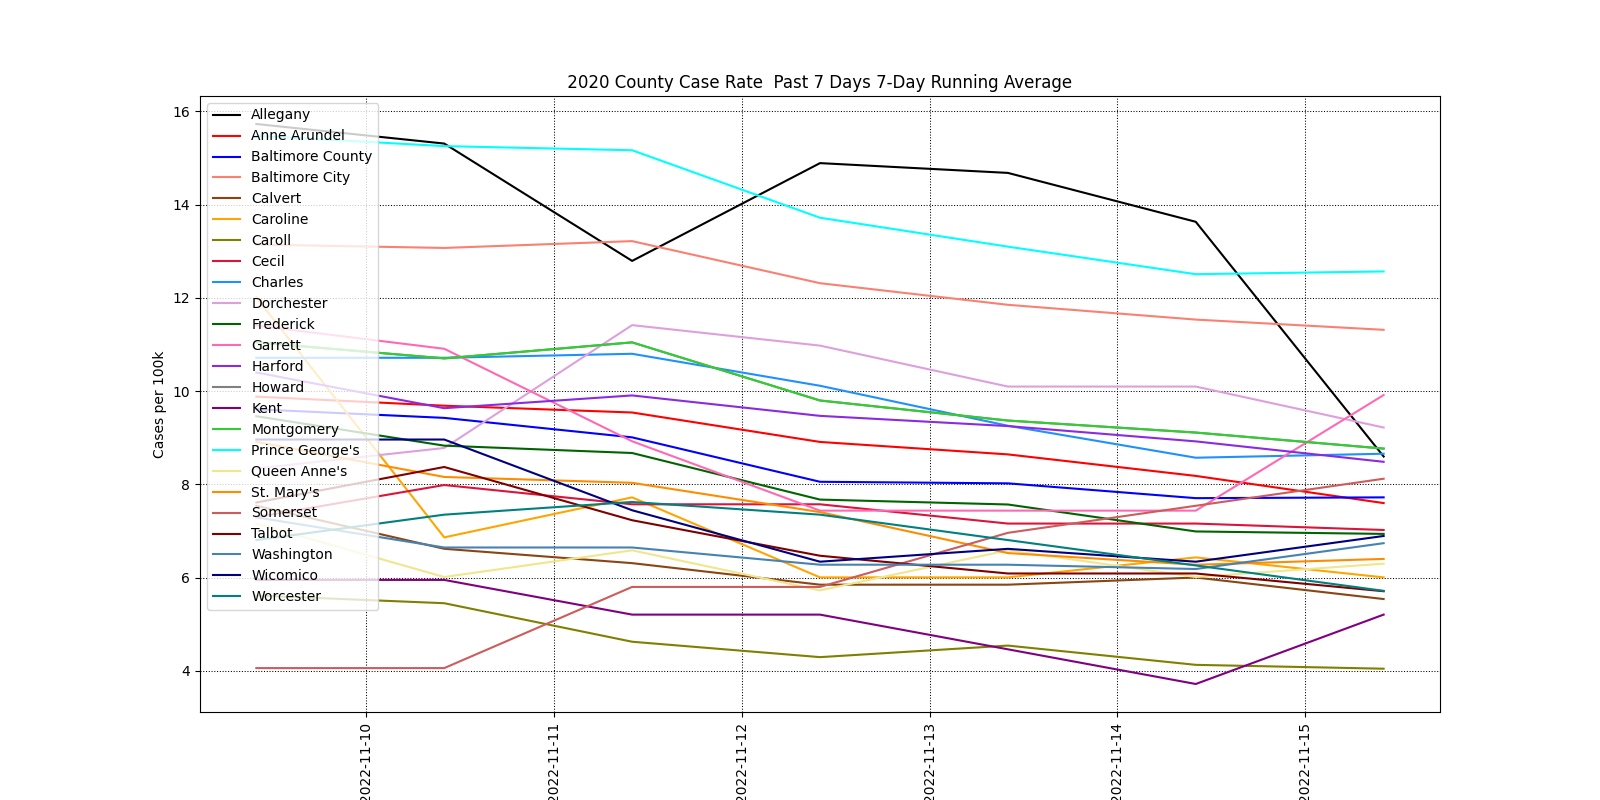 2020 County Case Rate  Past 7 Days 7-Day Running Average
Cases per 100k
16
14
12
10
8
6
4
Allegany
Anne Arundel
Baltimore County
Baltimore City
Calvert
Caroline
Caroll
Cecil
Charles
Dorchester
Frederick
Garrett
Harford
Howard
Kent
Montgomery
Prince George's
Queen Anne's
St. Mary's
Somerset
Talbot
Washington
Wicomico
Worcester
2022-11-10
2022-11-11
2022-11-12
2022-11-13
2022-11-14
2022-11-15